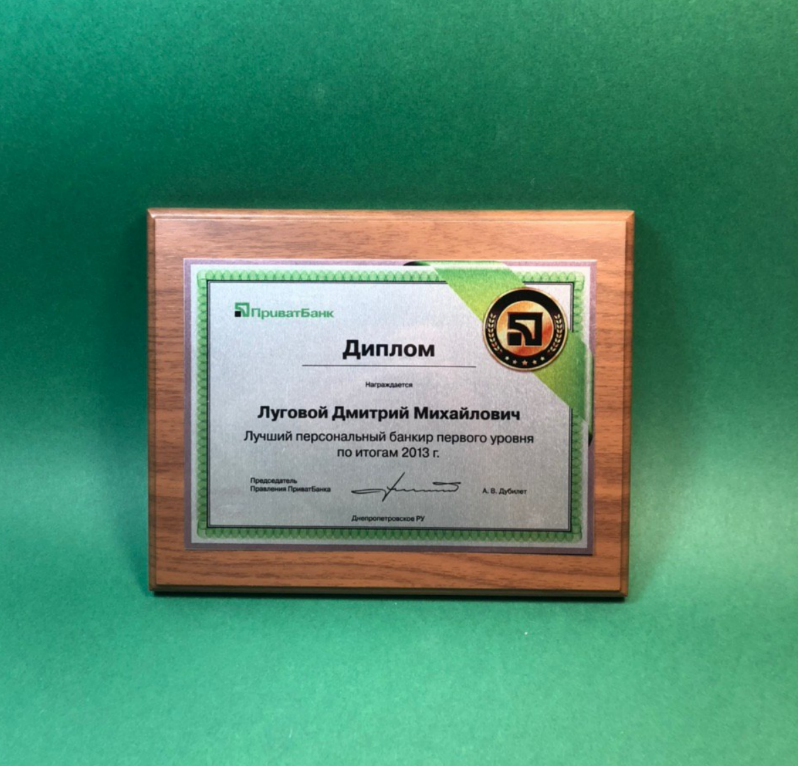 ПриватБанк
Диплом
Награждается
Луговой Дмитрий Михайлович
Лучший персональный банкир первого уровня
по итогам 2013 г.
Председатель
Правления ПриватБанка
А. В. Дубилет
Днепропетровское РУ